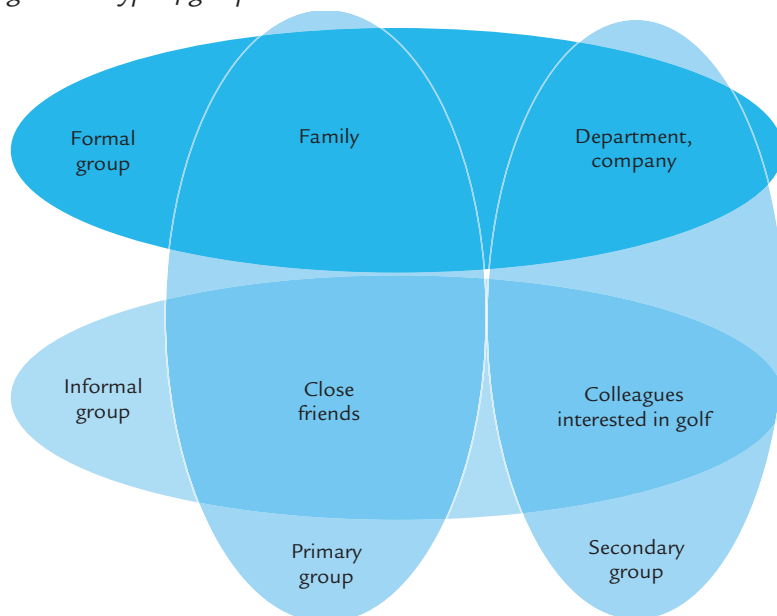 Formal
group
Family
Department,
company
Informal
group
Close
friends
Colleagues
interested in golf
Primary
group
Secondary
group